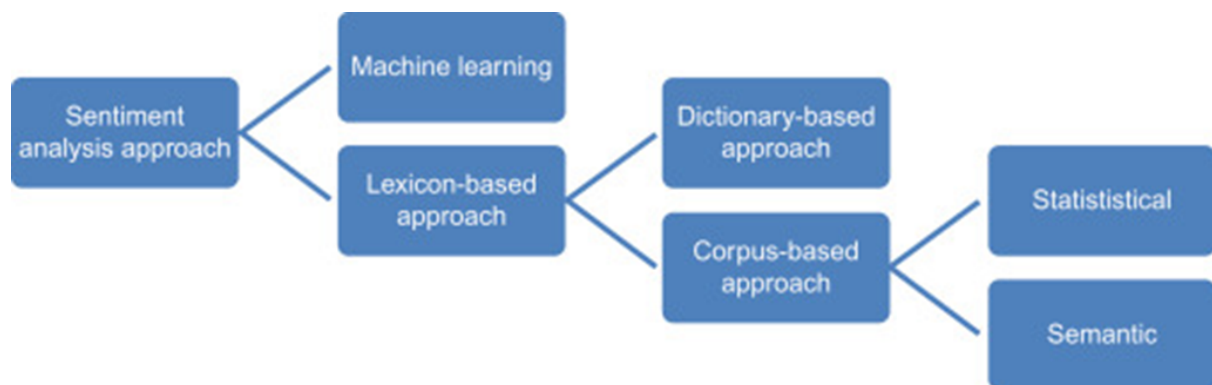 Sentiment
analysis approach
Machine learning
Lexicon-based
approach
Dictionary-based
approach
Corpus-based
approach
Statististical
Semantic